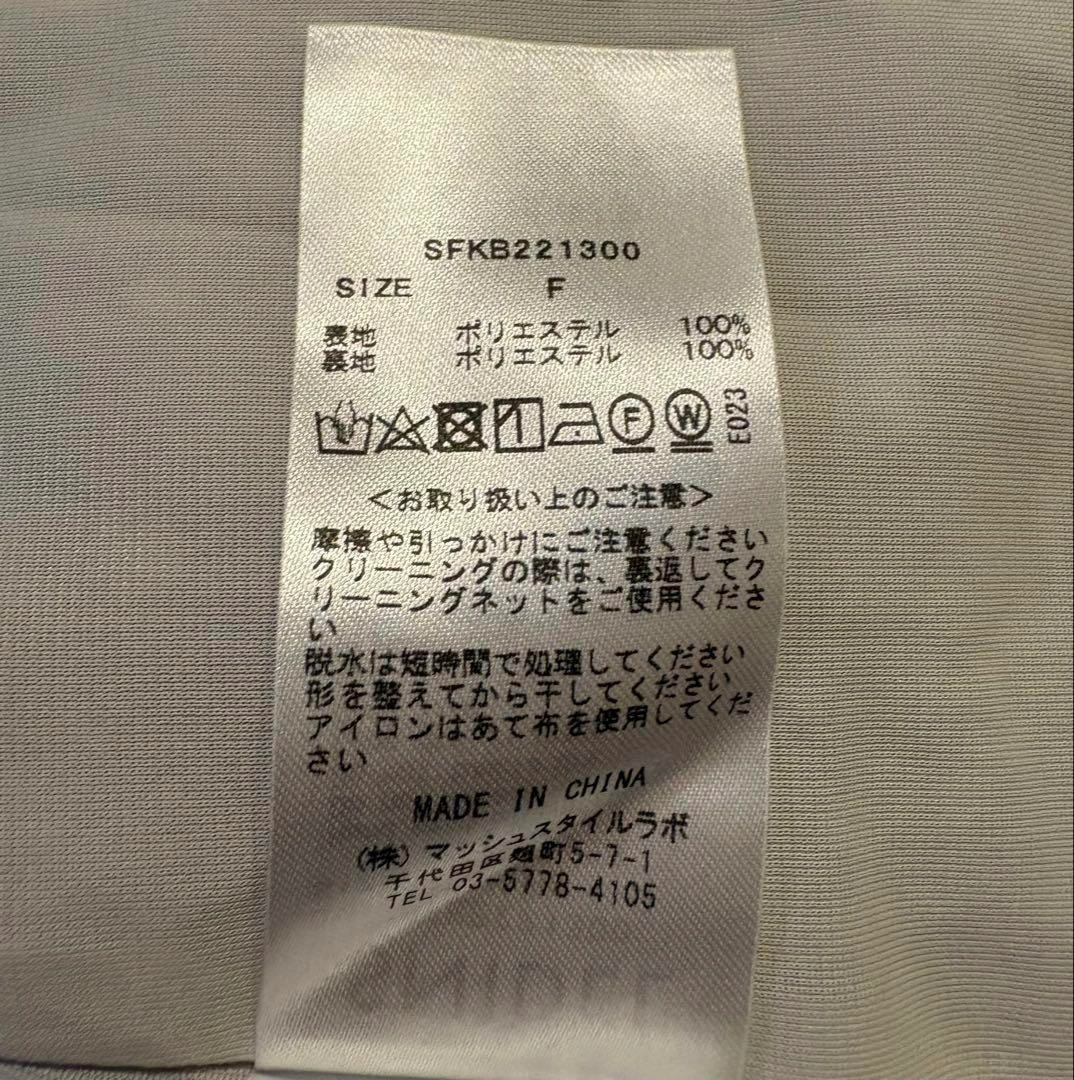 SFKB221300
SIZE F
表地 ポリエステル 100%
裏地 ポリエステル 100%
F W E023
＜お取り扱い上のご注意＞
摩擦や引っかけにご注意ください
クリーニングの際は、裏返してク
リーニングネットをご使用くださ
い
脱水は短時間で処理してください
形を整えてから干してください
アイロンはあて布を使用してくだ
さい
MADE IN CHINA
(株)マッシュスタイルラボ
千代田区麹町5-7-1
TEL 03-5778-4105